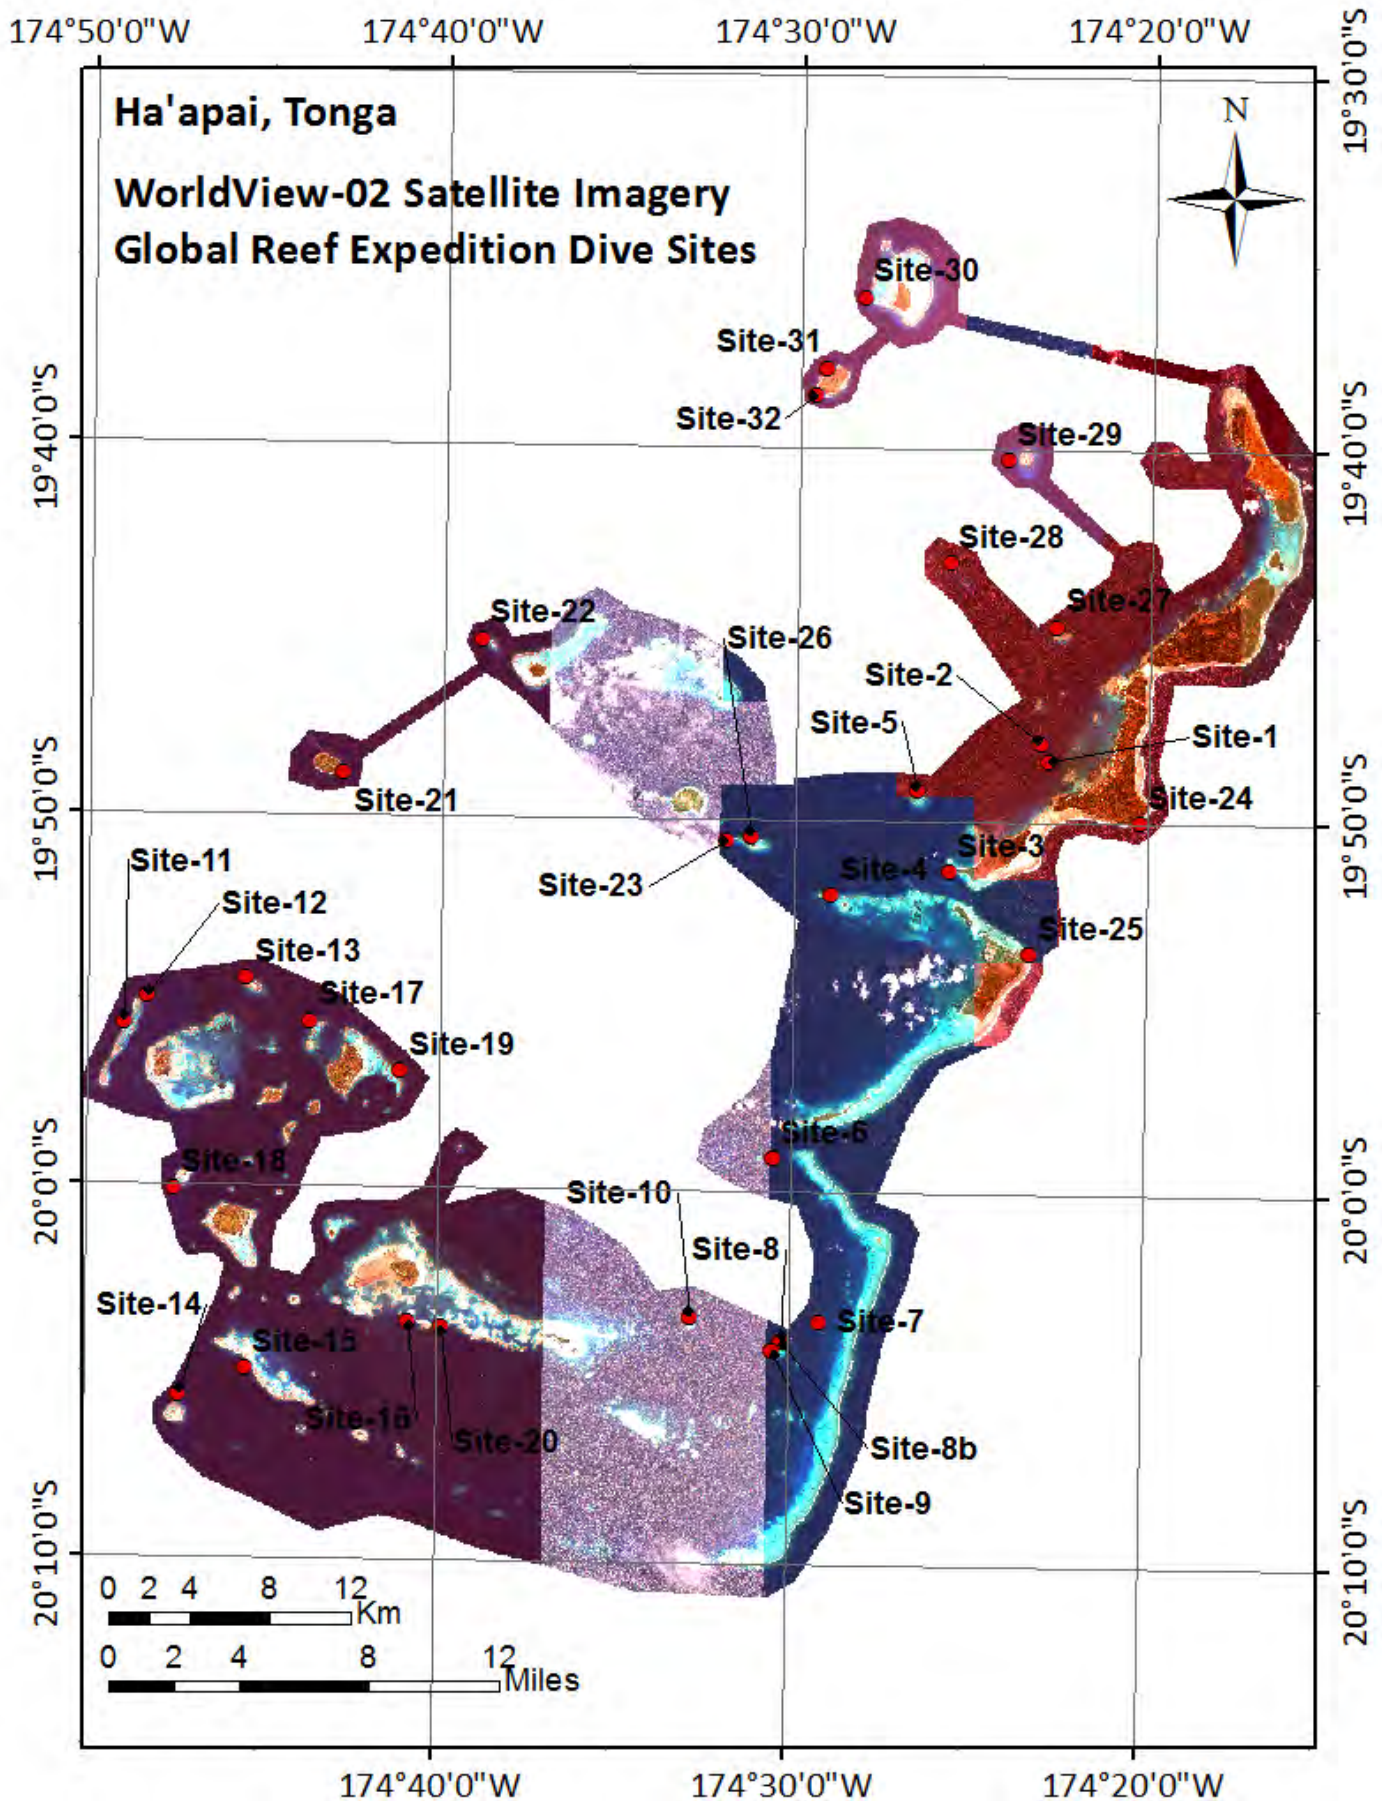 174°50'0"W 174°40'0"W 174°30'0"W 174°20'0"W
Ha'apai, Tonga
WorldView-02 Satellite Imagery
Global Reef Expedition Dive Sites
N
19°30'0"S
Site-30
Site-31
Site-32
Site-29
19°40'0"S
19°40'0"S
Site-28
Site-27
Site-22
Site-26
Site-2
Site-5
Site-1
Site-21
Site-24
19°50'0"S
19°50'0"S
Site-3
Site-4
Site-23
Site-11
Site-12
Site-25
Site-13
Site-17
Site-19
Site-6
Site-18
20°0'0"S
20°0'0"S
Site-10
Site-8
Site-14
Site-7
Site-15
Site-16
Site-20
Site-8b
Site-9
20°10'0"S
20°10'0"S
0 2 4 8 12
Km
0 2 4 8 12
Miles
174°40'0"W 174°30'0"W 174°20'0"W